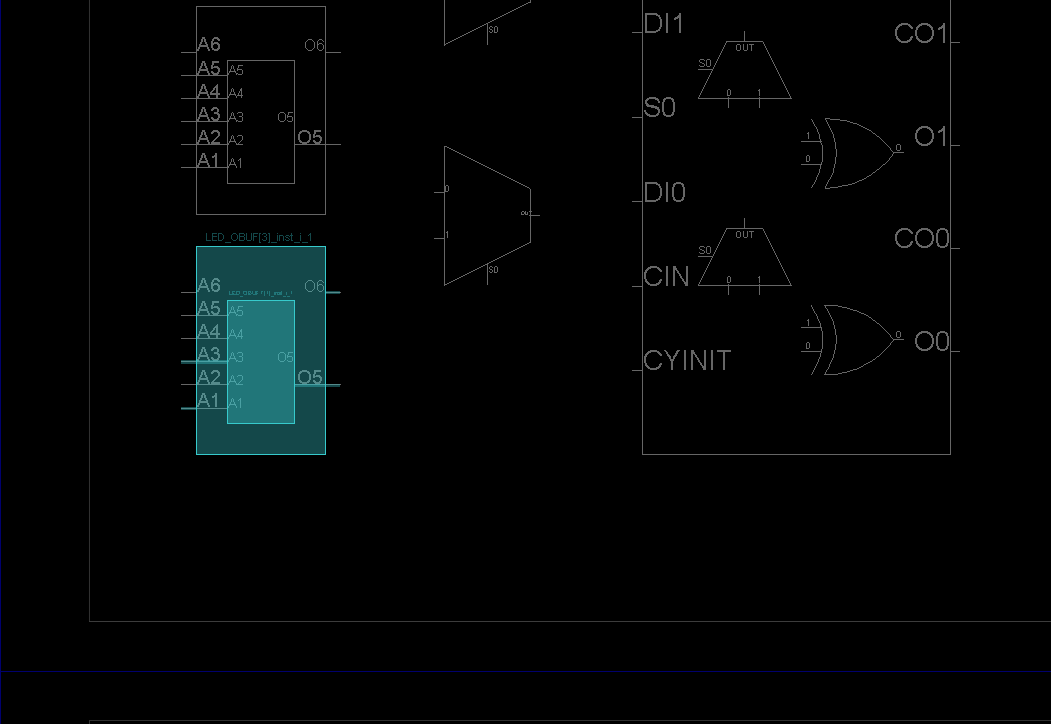 A6
O6
A5
A5
A4
A4
A3
A3
O5
A2
A2
O5
A1
A1
LED_OBUF[3]_inst_i_1
A6
O6
A5
A5
A4
A4
A3
A3
O5
A2
A2
O5
A1
A1
S0
0
OUT
1
S0
DI1
CO1
OUT
S0
0 1
S0
1
0
0
O1
DI0
CO0
OUT
S0
0 1
CIN
1
0
0
O0
CYINIT